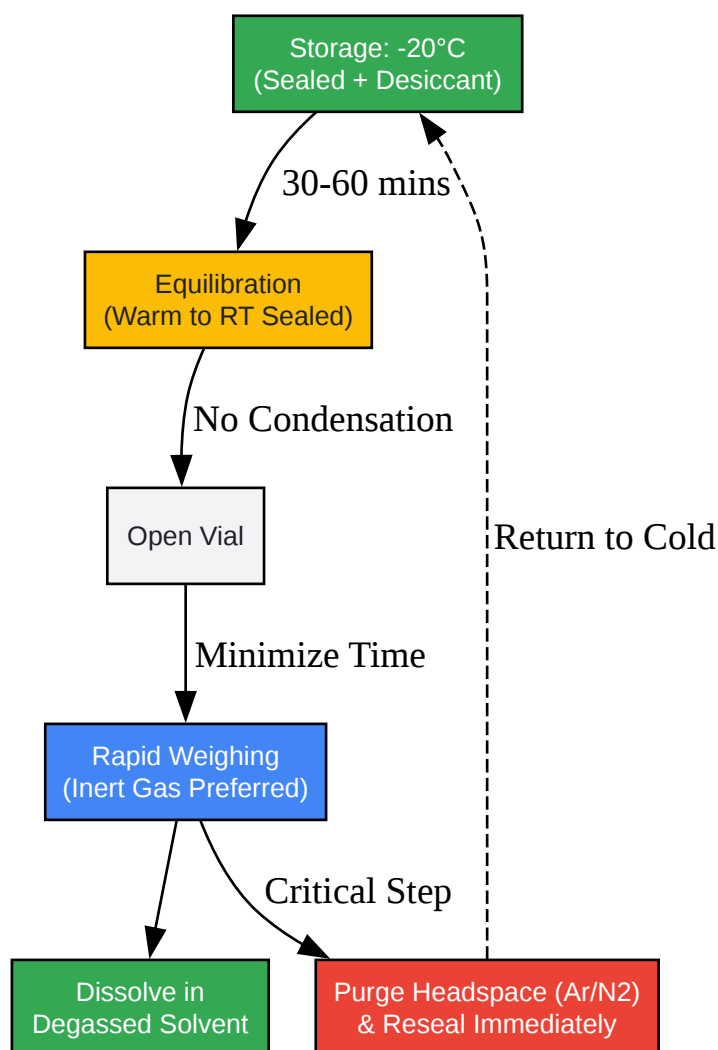 Storage: -20°C
(Sealed + Desiccant)
30-60 mins
Equilibration
(Warm to RT Sealed)
No Condensation
Open Vial
Return to Cold
Minimize Time
Rapid Weighing
(Inert Gas Preferred)
Critical Step
Dissolve in
Degassed Solvent
Purge Headspace (Ar/N2)
& Reseal Immediately